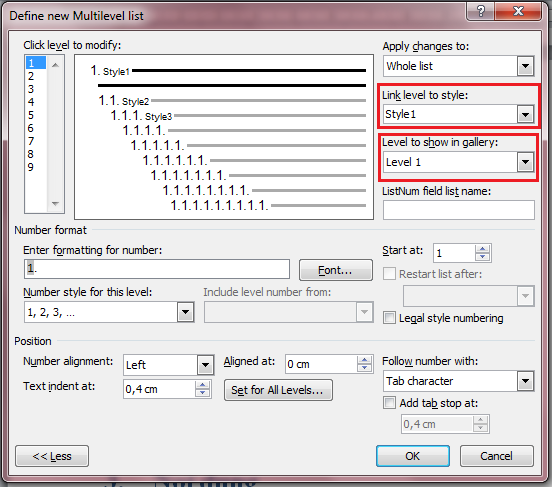 Define new Multilevel list
Click level to modify:
1
2
3
4
5
6
7
8
9
1. Style1
1.1. Style2
1.1.1. Style3
1.1.1.1.
1.1.1.1.1.
1.1.1.1.1.1.
1.1.1.1.1.1.1.
1.1.1.1.1.1.1.1.
1.1.1.1.1.1.1.1.1.
Apply changes to:
Whole list
Link level to style:
Style1
Level to show in gallery:
Level 1
ListNum field list name:
Number format
Enter formatting for number:
1.
Font...
Number style for this level:
1, 2, 3, ...
Include level number from:
Start at: 1
Restart list after:
Legal style numbering
Position
Number alignment: Left
Aligned at: 0 cm
Text indent at: 0,4 cm
Set for All Levels...
Follow number with:
Tab character
Add tab stop at:
0,4 cm
<< Less
OK
Cancel